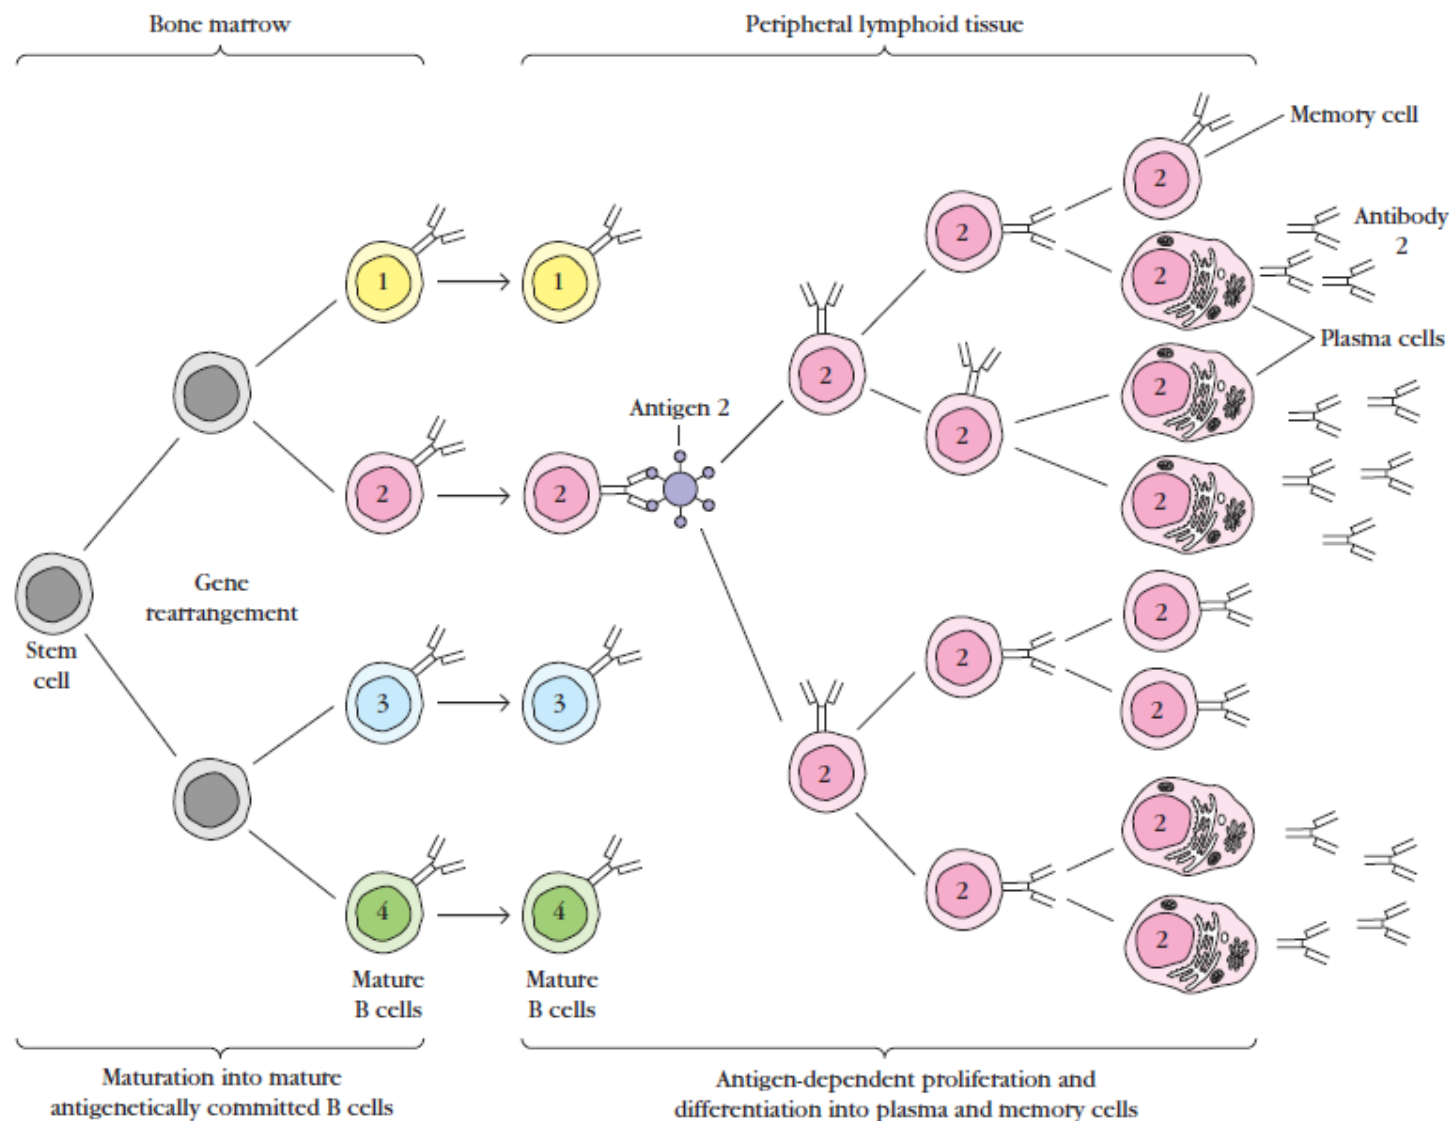 Bone marrow
Peripheral lymphoid tissue
Memory cell
2
Antibody
2
2
2
1
1
2
Plasma cells
2
2
2
Antigen 2
2
2
2
Gene
rearrangement
2
Stem
cell
2
3
3
2
2
2
2
4
4
2
Mature
B cells
Mature
B cells
Maturation into mature
antigenetically committed B cells
Antigen-dependent proliferation and
differentiation into plasma and memory cells